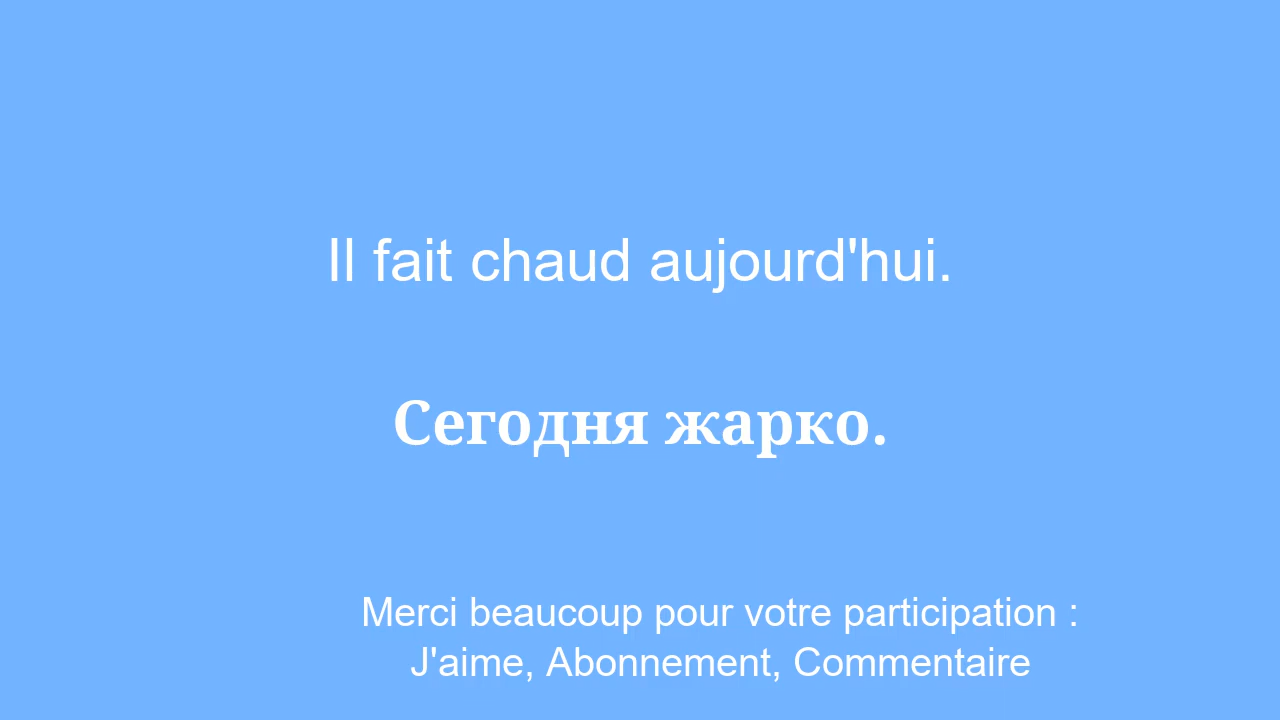 Il fait chaud aujourd'hui.
Сегодня жарко.
Merci beaucoup pour votre participation :
J'aime, Abonnement, Commentaire